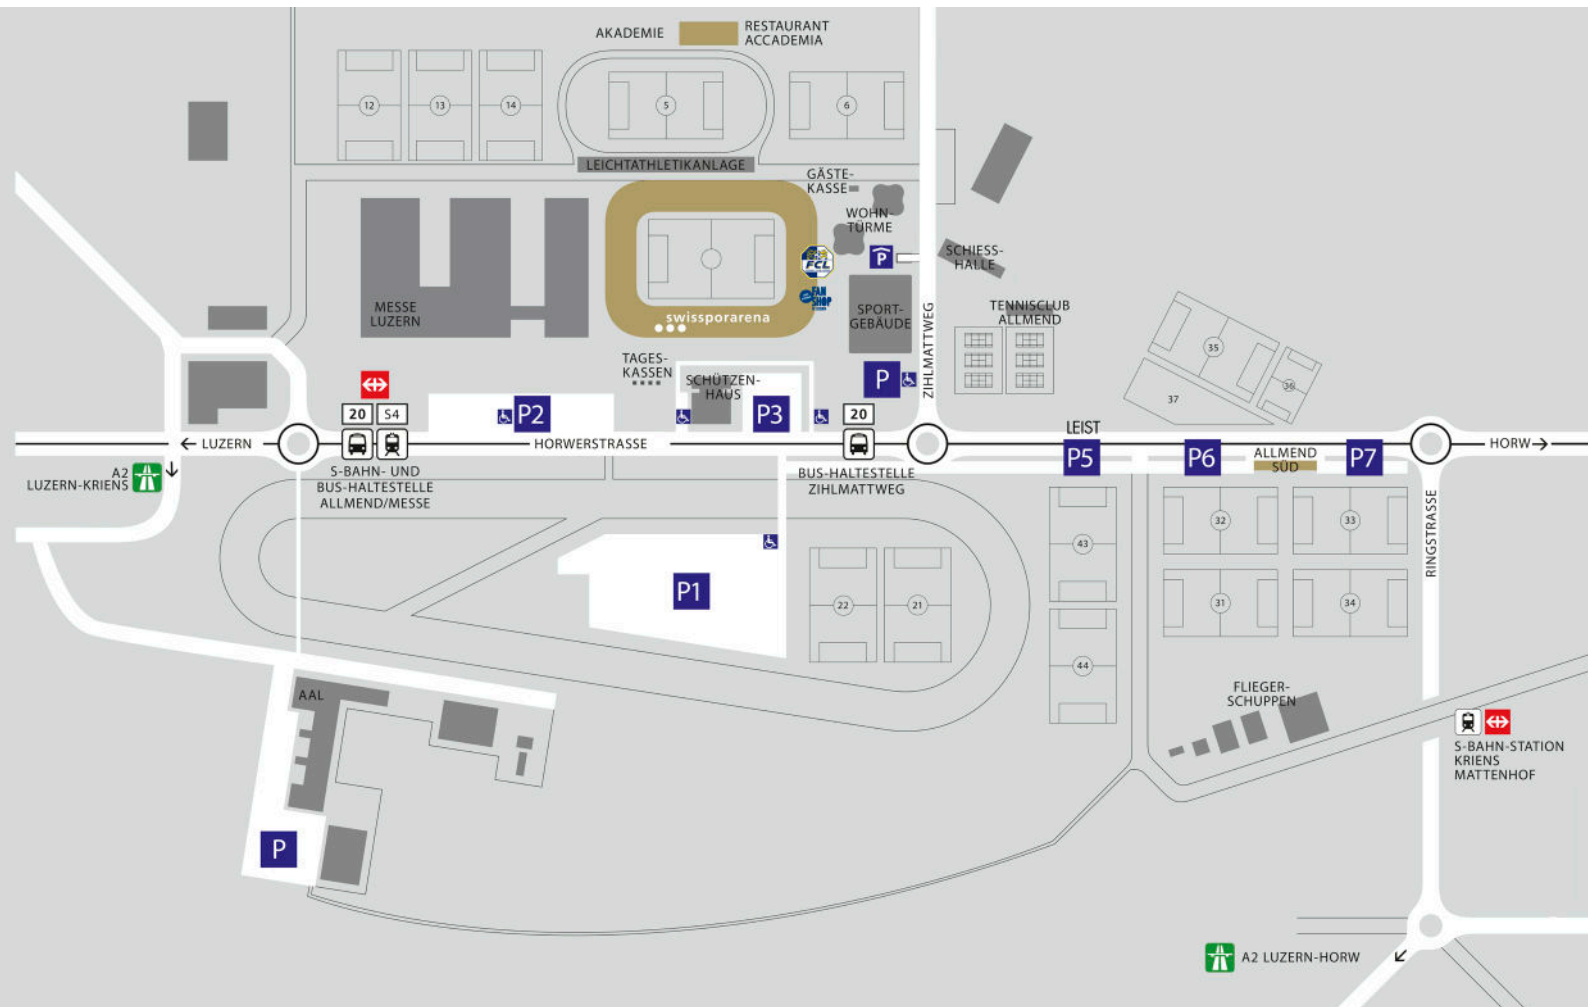 AKADEMIE
RESTAURANT
ACCADEMIA
12
13
14
5
6
LEICHTATHLETIKANLAGE
GÄSTE-
KASSE
WOHN-
TÜRME
P
SCHIESS-
HALLE
FCL
FAN
SHOP
MESSE
LUZERN
swissporarena
SPORT-
GEBÄUDE
ZIHLMATTWEG
TENNISCLUB
ALLMEND
35
36
37
TAGES-
KASSEN
SCHÜTZEN-
HAUS
P
20
S4
P2
P3
20
LEIST
LUZERN
HORWERSTRASSE
HORW
P5
P6
ALLMEND
SÜD
P7
A2
LUZERN-KRIENS
S-BAHN- UND
BUS-HALTESTELLE
ALLMEND/MESSE
BUS-HALTESTELLE
ZIHLMATTWEG
RINGSTRASSE
32
33
43
P1
22
21
31
34
44
AAL
FLIEGER-
SCHUPPEN
S-BAHN-STATION
KRIENS
MATTENHOF
P
A2 LUZERN-HORW